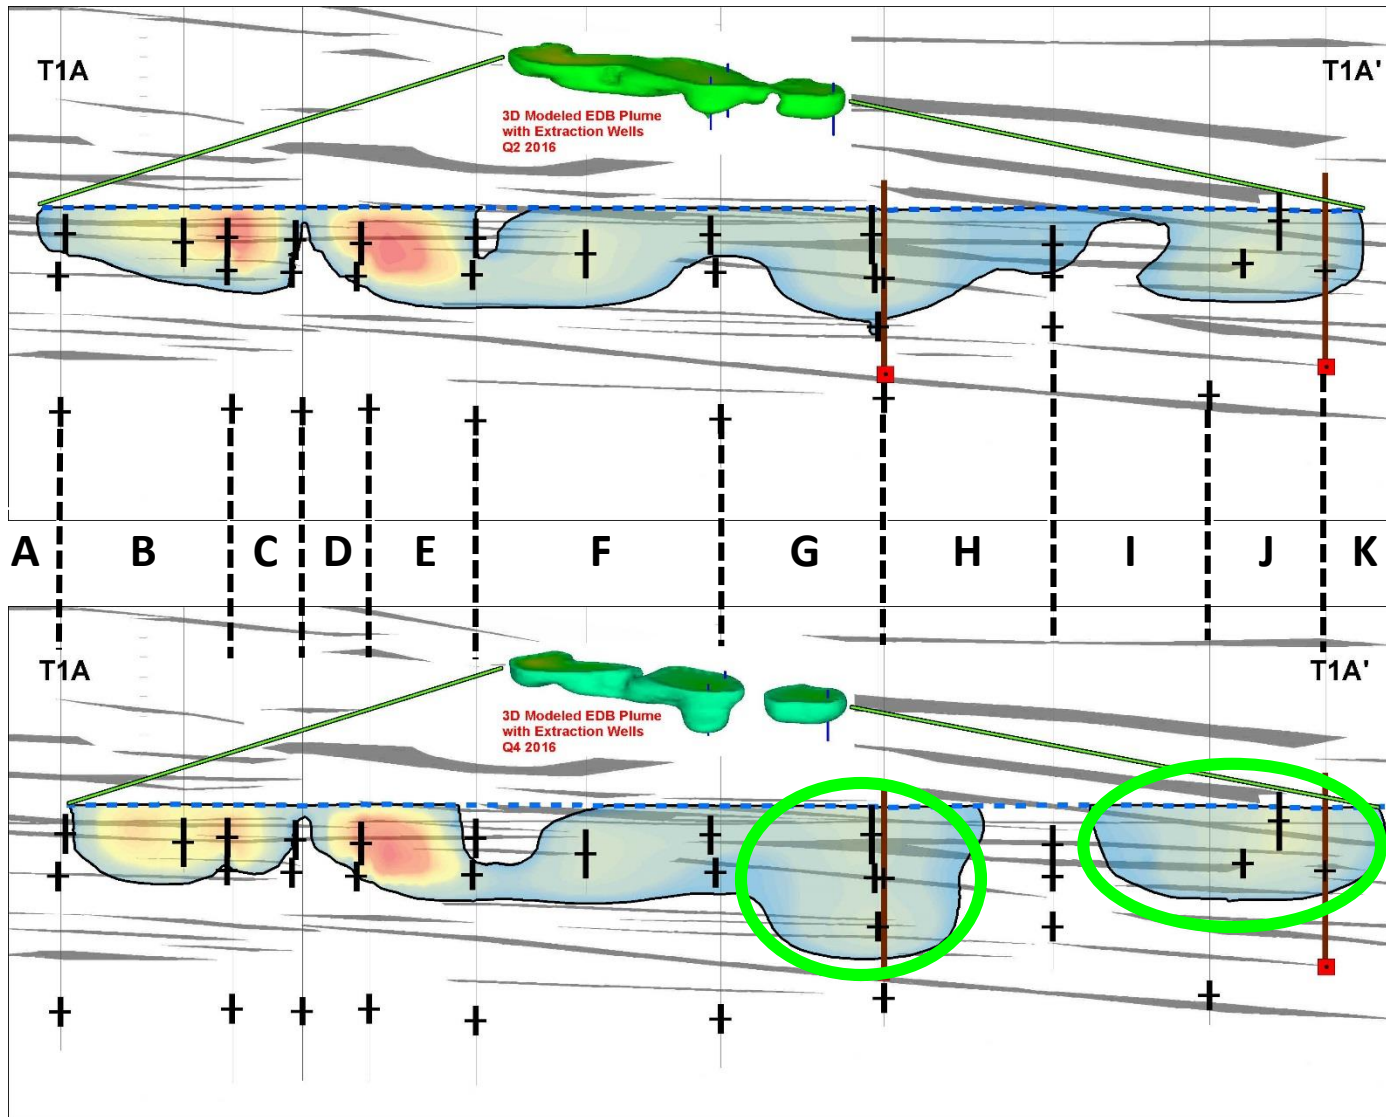 T1A
T1A'
3D Modeled EDB Plume
with Extraction Wells
Q2 2016
A B C D E F G H I J K
T1A
T1A'
3D Modeled EDB Plume
with Extraction Wells
Q4 2016